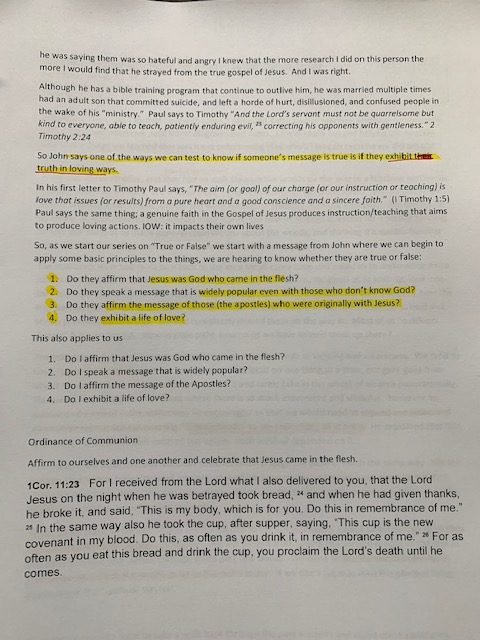 he was saying them was so hateful and angry I knew that the more research I did on this person the
more I would find that he strayed from the true gospel of Jesus. And I was right.
Although he has a bible training program that continue to outlive him, he was married multiple times
had an adult son that committed suicide, and left a horde of hurt, disillusioned, and confused people in
the wake of his "ministry." Paul says to Timothy "And the Lord's servant must not be quarrelsome but
kind to everyone, able to teach, patiently enduring evil, 25 correcting his opponents with gentleness." 2
Timothy 2:24
So John says one of the ways we can test to know if someone's message is true is if they exhibit their
truth in loving ways.
In his first letter to Timothy Paul says, "The aim (or goal) of our charge (or our instruction or teaching) is
love that issues (or results) from a pure heart and a good conscience and a sincere faith." (I Timothy 1:5)
Paul says the same thing; a genuine faith in the Gospel of Jesus produces instruction/teaching that aims
to produce loving actions. IOW: it impacts their own lives
So, as we start our series on "True or False" we start with a message from John where we can begin to
apply some basic principles to the things, we are hearing to know whether they are true or false:
1. Do they affirm that Jesus was God who came in the flesh?
2. Do they speak a message that is widely popular even with those who don't know God?
3. Do they affirm the message of those (the apostles) who were originally with Jesus?
4. Do they exhibit a life of love?
This also applies to us
1. Do I affirm that Jesus was God who came in the flesh?
2. Do I speak a message that is widely popular?
3. Do I affirm the message of the Apostles?
4. Do I exhibit a life of love?
Ordinance of Communion
Affirm to ourselves and one another and celebrate that Jesus came in the flesh.
1Cor. 11:23 For I received from the Lord what I also delivered to you, that the Lord
Jesus on the night when he was betrayed took bread, 24 and when he had given thanks,
he broke it, and said, "This is my body, which is for you. Do this in remembrance of me."
25 In the same way also he took the cup, after supper, saying, "This cup is the new
covenant in my blood. Do this, as often as you drink it, in remembrance of me." 26 For as
often as you eat this bread and drink the cup, you proclaim the Lord's death until he
comes.